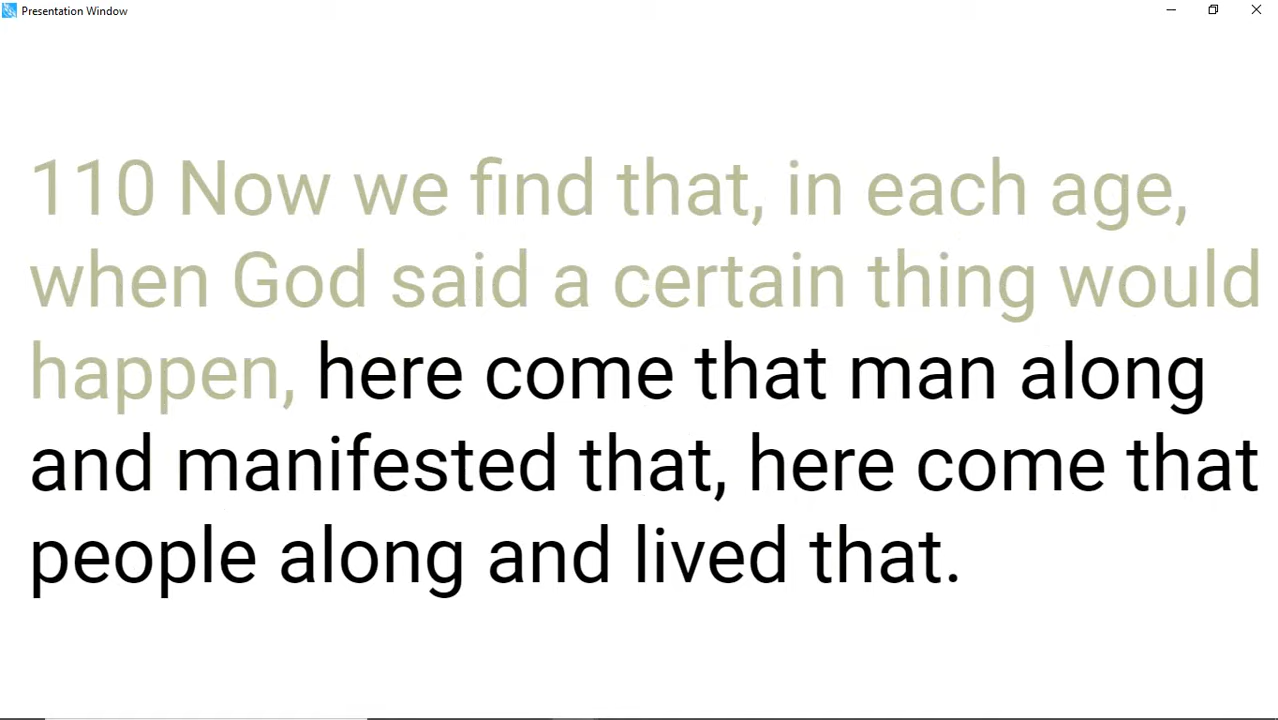 Presentation Window
110 Now we find that, in each age,
when God said a certain thing would
happen, here come that man along
and manifested that, here come that
people along and lived that.